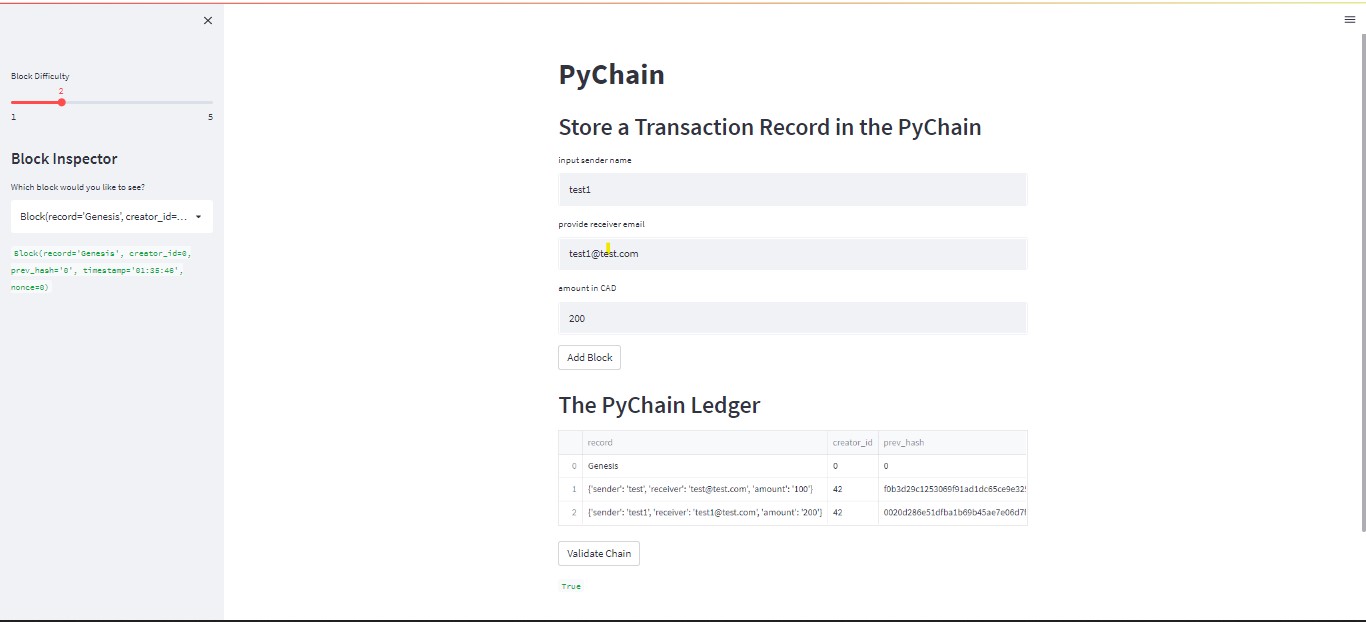 Block Difficulty
2
1 5
Block Inspector
Which block would you like to see?
Block(record='Genesis', creator_id=...
Block(record='Genesis', creator_id=0,
prev_hash='0', timestamp='01:35:46',
nonce=0)
PyChain
Store a Transaction Record in the PyChain
input sender name
test1
provide receiver email
test1@test.com
amount in CAD
200
Add Block
The PyChain Ledger
record creator_id prev_hash
0 Genesis 0 0
1 {'sender': 'test', 'receiver': 'test@test.com', 'amount': '100'} 42 f0b3d29c1253069f91ad1dc65ce9e32
2 {'sender': 'test1', 'receiver': 'test1@test.com', 'amount': '200'} 42 0020d286e51dfba1b69b45ae7e06d7
Validate Chain
True